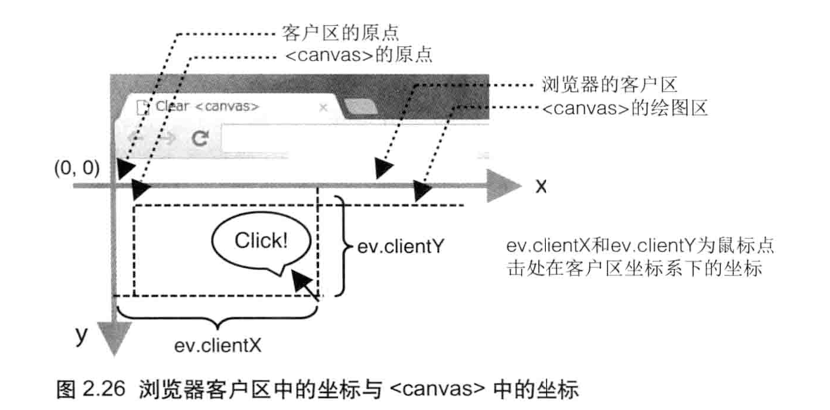 客户区的原点
<canvas>的原点
浏览器的客户区
<canvas>的绘图区
Clear <canvas>
(0, 0)
x
Click!
ev.clientY
ev.clientX和ev.clientY为鼠标点
击处在客户区坐标系下的坐标
y
ev.clientX
图 2.26 浏览器客户区中的坐标与 <canvas> 中的坐标